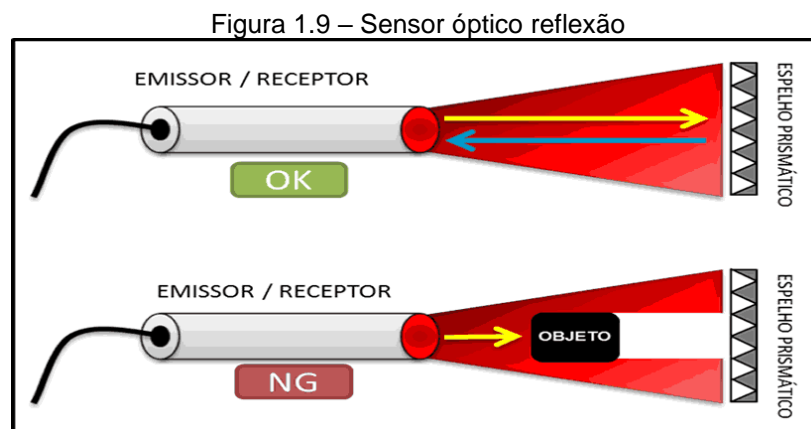 Figura 1.9 – Sensor óptico reflexão
EMISSOR / RECEPTOR
OK
ESPELHO PRISMÁTICO
EMISSOR / RECEPTOR
OBJETO
NG
ESPELHO PRISMÁTICO